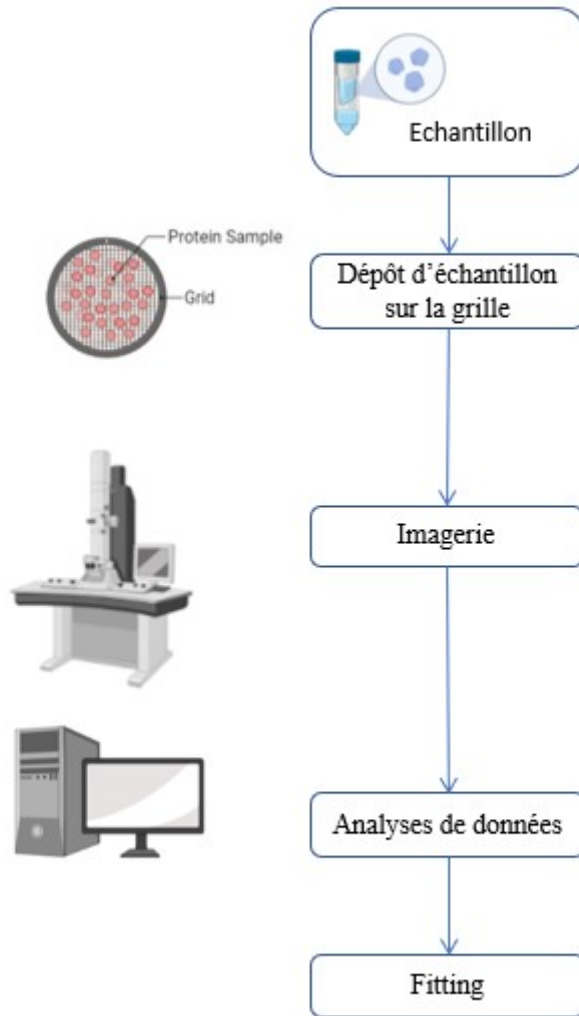 Echantillon
Protein Sample
Grid
Dépôt d'échantillon
sur la grille
Imagerie
Analyses de données
Fitting